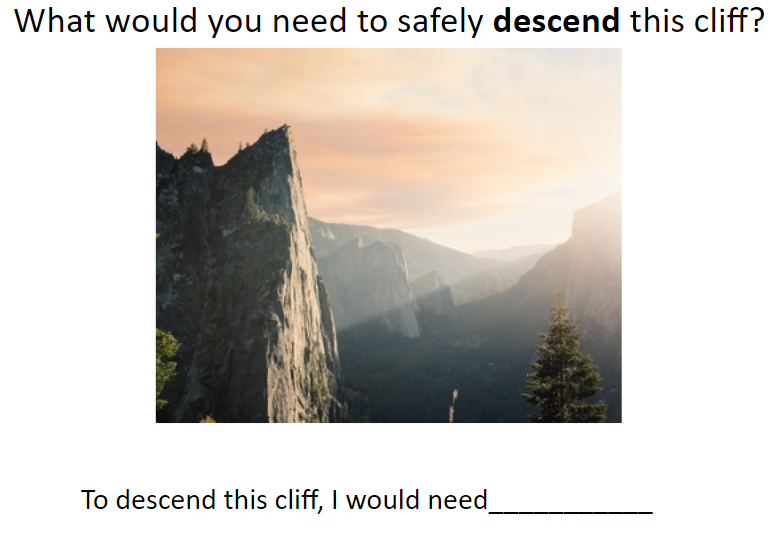 What would you need to safely descend this cliff?
To descend this cliff, I would need___________